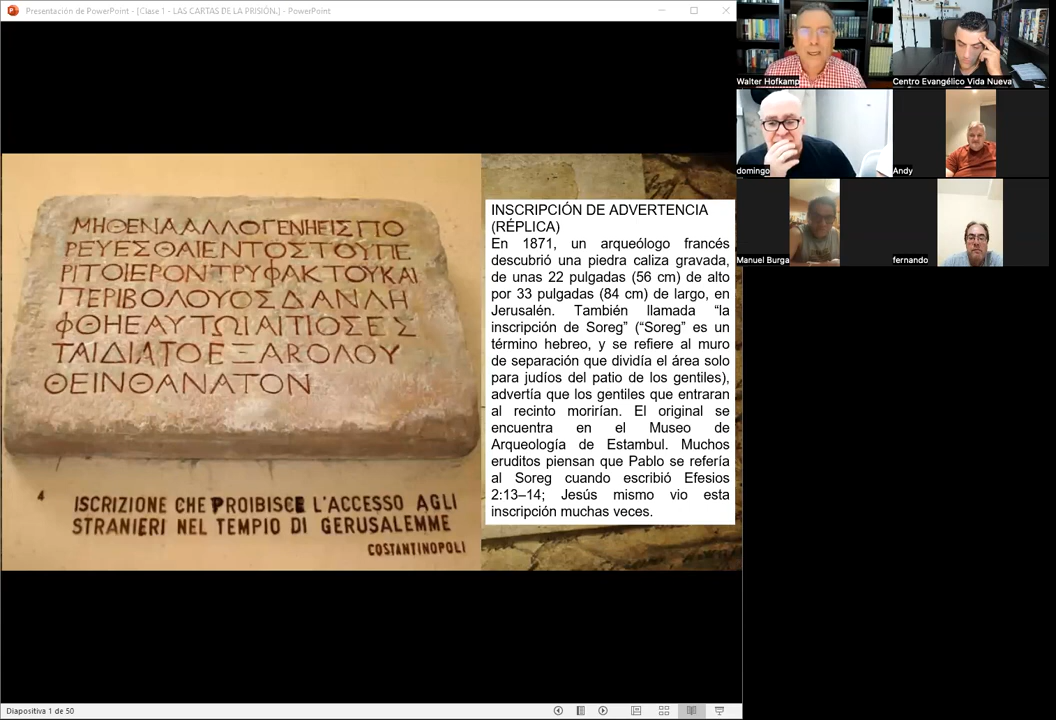 Presentación de PowerPoint - [Clase 1 - LAS CARTAS DE LA PRISIÓN.] - PowerPoint
ΜΗΘΕΝΑΑΛΛΟΓΕΝΗΕΙΣΠΟ
ΡΕΥΕΣΘΑΙΕΝΤΟΣΤΟΥΠΕ
ΡΙΤΟΙΕΡΟΝΤΡΥΦΑΚΤΟΥΚΑΙ
ΠΕΡΙΒΟΛΟΥΟΣΔΑΝΛΗ
ΦΘΗΕΑΥΤΩΙΑΙΤΙΟΣΕΣ
ΤΑΙΔΙΑΤΟΕΞΑΚΟΛΟΥ
ΘΕΙΝΘΑΝΑΤΟΝ
4 ISCRIZIONE CHE PROIBISCE L'ACCESSO AGLI
STRANIERI NEL TEMPIO DI GERUSALEMME
COSTANTINOPOLI
INSCRIPCIÓN DE ADVERTENCIA
(RÉPLICA)
En 1871, un arqueólogo francés
descubrió una piedra caliza gravada,
de unas 22 pulgadas (56 cm) de alto
por 33 pulgadas (84 cm) de largo, en
Jerusalén. También llamada “la
inscripción de Soreg” (“Soreg” es un
término hebreo, y se refiere al muro
de separación que dividía el área solo
para judíos del patio de los gentiles),
advertía que los gentiles que entraran
al recinto morirían. El original se
encuentra en el Museo de
Arqueología de Estambul. Muchos
eruditos piensan que Pablo se refería
al Soreg cuando escribió Efesios
2:13–14; Jesús mismo vio esta
inscripción muchas veces.
Walter Hofkamp
Centro Evangélico Vida Nueva
domingo
Andy
Manuel Burga
fernando
Diapositiva 1 de 50